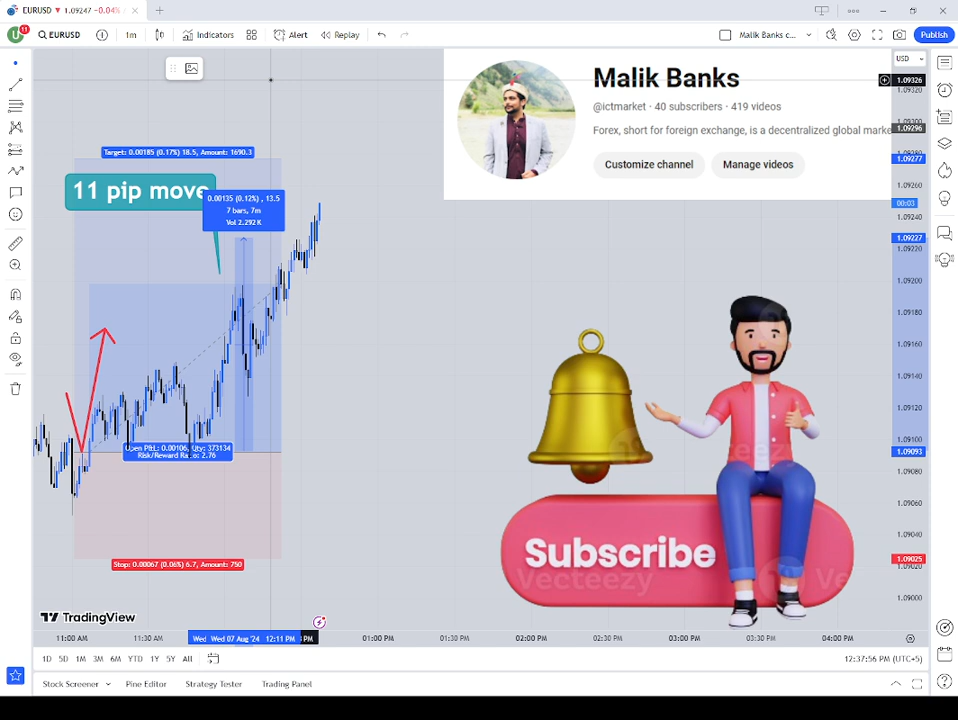 EURUSD ▼ 1.09247 -0.04%
U 11 EURUSD 1m Indicators Alert Replay Malik Banks c... Publish
USD
Malik Banks
@ictmarket · 40 subscribers · 419 videos
Forex, short for foreign exchange, is a decentralized global marke
Customize channel Manage videos
1.09326
1.09320
1.09300
1.09296
1.09277
1.09260
00:03
1.09240
1.09227
1.09220
1.09200
1.09180
1.09160
1.09140
1.09120
1.09100
1.09093
1.09080
1.09060
1.09040
1.09025
1.09020
1.09000
Target: 0.00185 (0.17%) 18.5, Amount: 1690.3
11 pip move
0.00135 (0.12%) , 13.5
7 bars, 7m
Vol 2.292 K
Open P&L: 0.00106, Qty: 373134
Risk/Reward Ratio: 2.76
Stop: 0.00067 (0.06%) 6.7, Amount: 750
Subscribe
Vecteezy
TradingView
11:00 AM 11:30 AM Wed Wed 07 Aug '24 12:11 PM PM 01:00 PM 01:30 PM 02:00 PM 02:30 PM 03:00 PM 03:30 PM 04:00 PM
1D 5D 1M 3M 6M YTD 1Y 5Y All 12:37:56 PM (UTC+5)
Stock Screener Pine Editor Strategy Tester Trading Panel